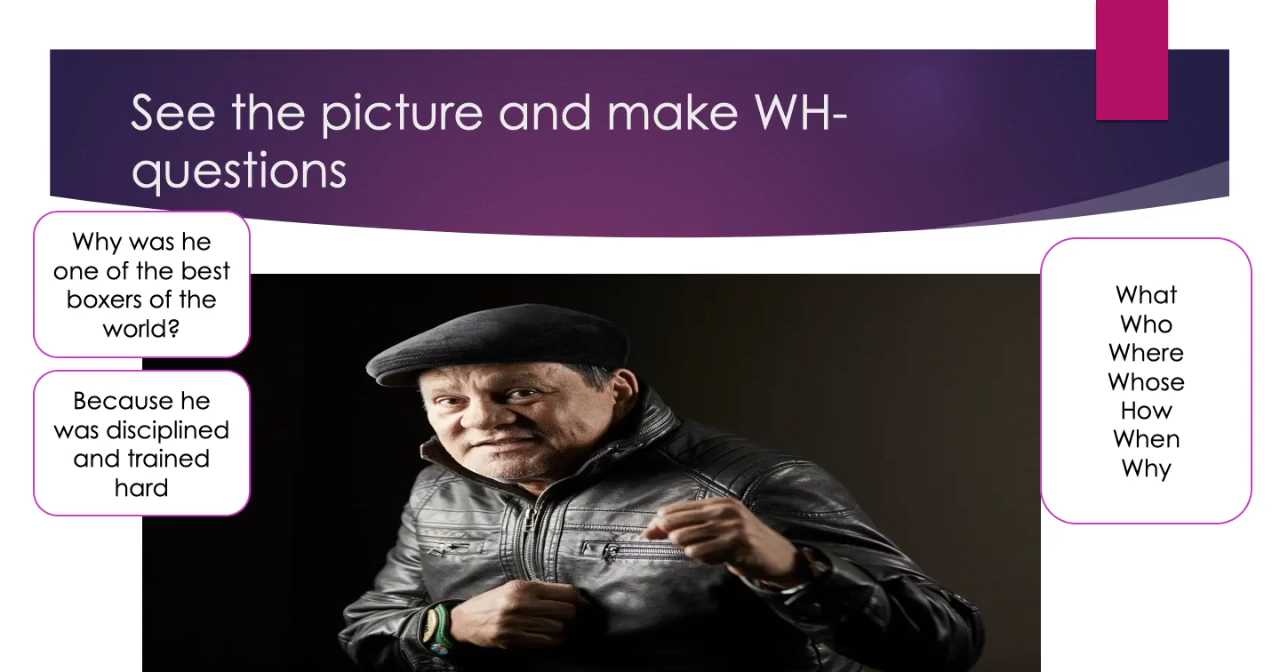 See the picture and make WH-
questions
Why was he
one of the best
boxers of the
world?
Because he
was disciplined
and trained
hard
What
Who
Where
Whose
How
When
Why